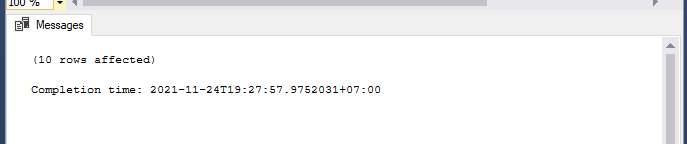 100 %
Messages
(10 rows affected)
Completion time: 2021-11-24T19:27:57.9752031+07:00